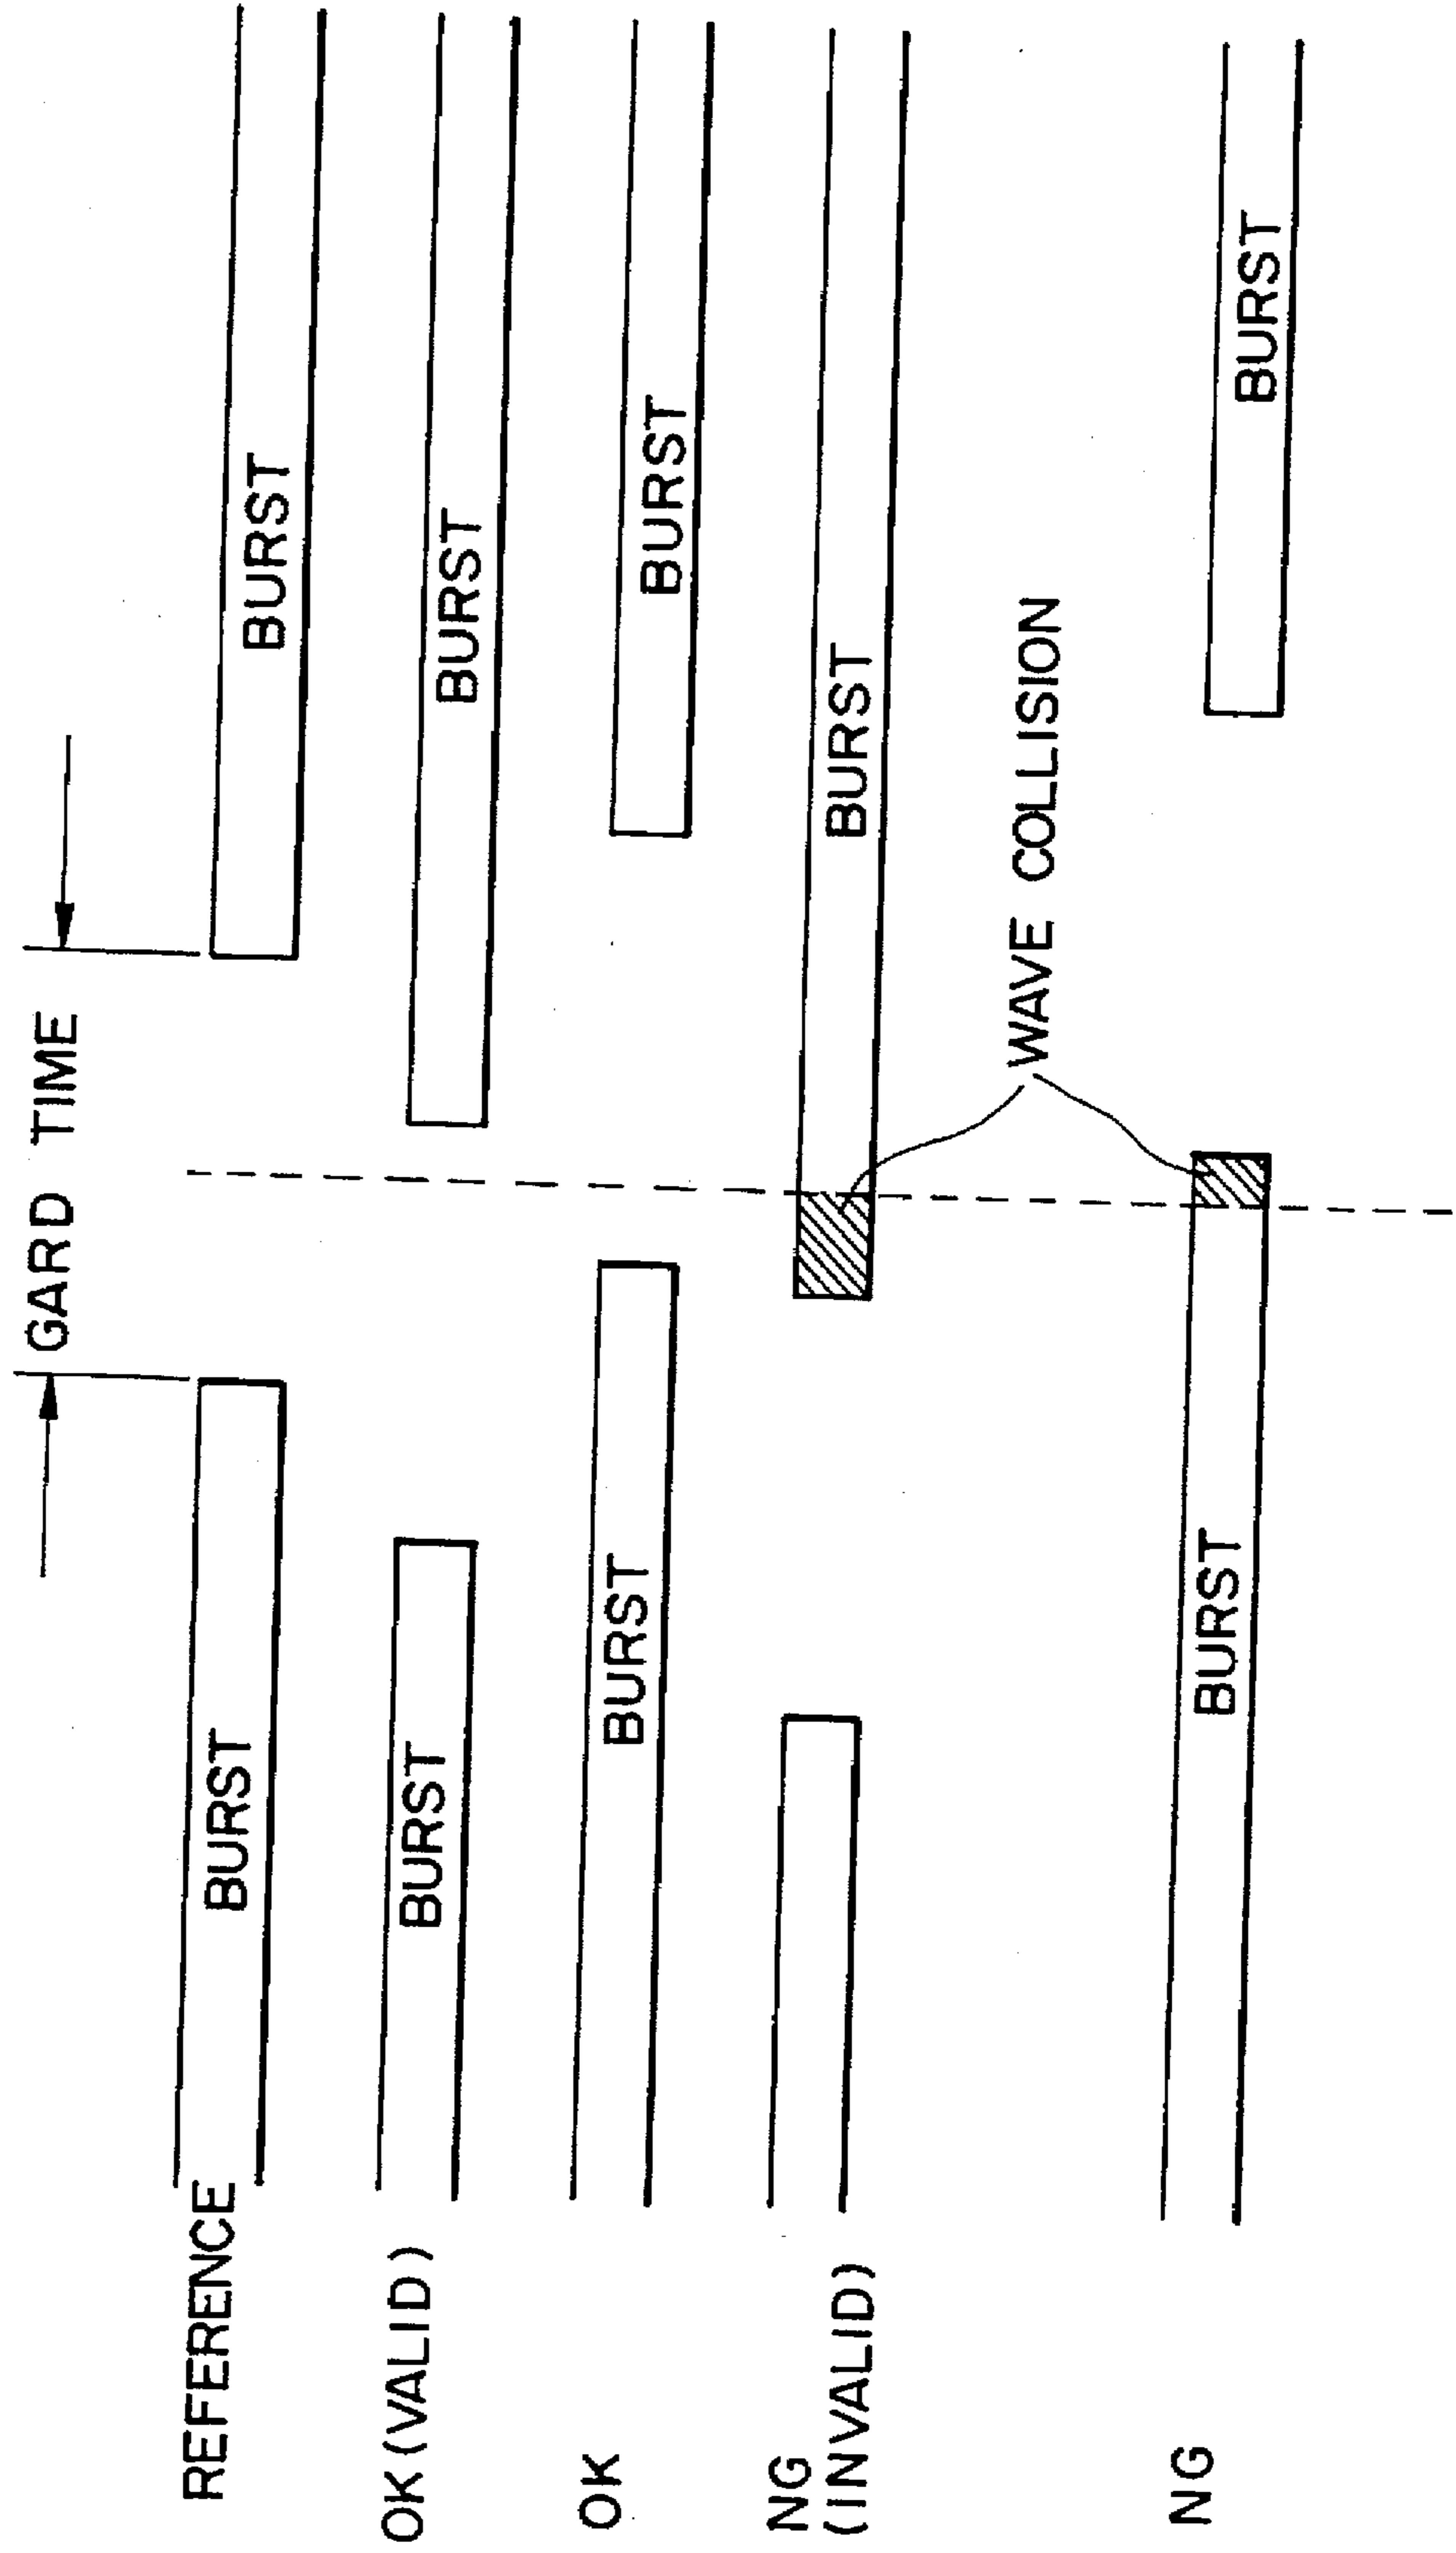 GARD TIME
REFERENCE
BURST
BURST
OK (VALID)
BURST
BURST
OK
BURST
BURST
NG
(INVALID)
BURST
WAVE COLLISION
NG
BURST
BURST